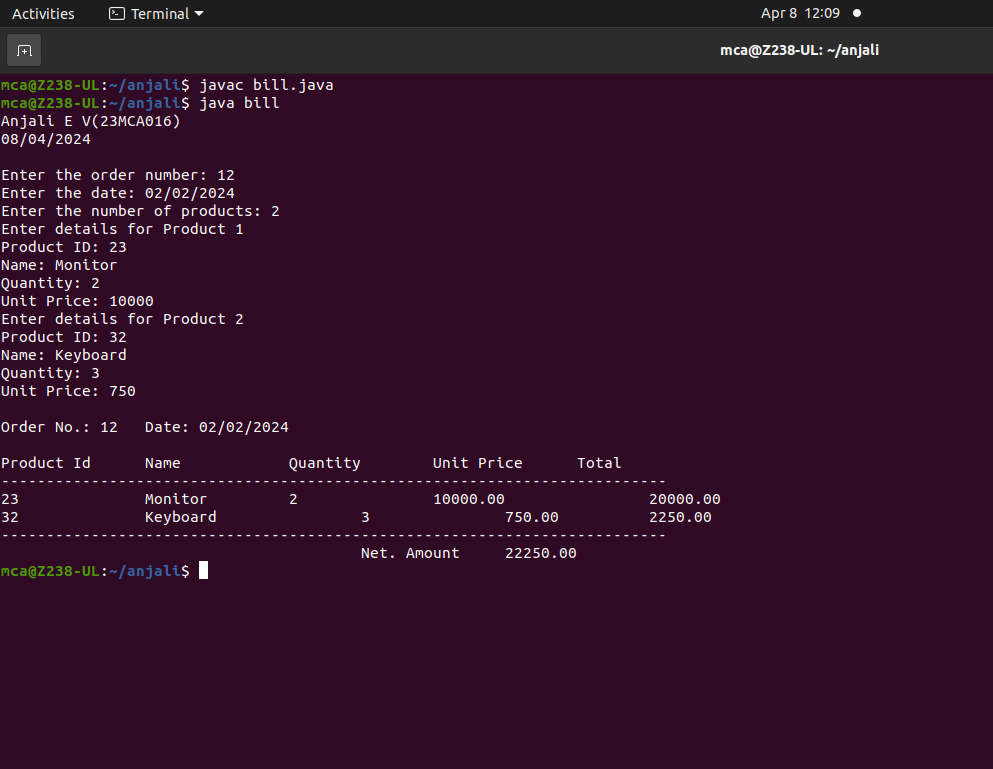 Activities Terminal Apr 8 12:09
mca@Z238-UL: ~/anjali
mca@Z238-UL:~/anjali$ javac bill.java
mca@Z238-UL:~/anjali$ java bill
Anjali E V(23MCA016)
08/04/2024
Enter the order number: 12
Enter the date: 02/02/2024
Enter the number of products: 2
Enter details for Product 1
Product ID: 23
Name: Monitor
Quantity: 2
Unit Price: 10000
Enter details for Product 2
Product ID: 32
Name: Keyboard
Quantity: 3
Unit Price: 750
Order No.: 12   Date: 02/02/2024
Product Id      Name            Quantity        Unit Price      Total
--------------------------------------------------------------------------
23              Monitor         2               10000.00                20000.00
32              Keyboard                3               750.00          2250.00
--------------------------------------------------------------------------
                                        Net. Amount     22250.00
mca@Z238-UL:~/anjali$